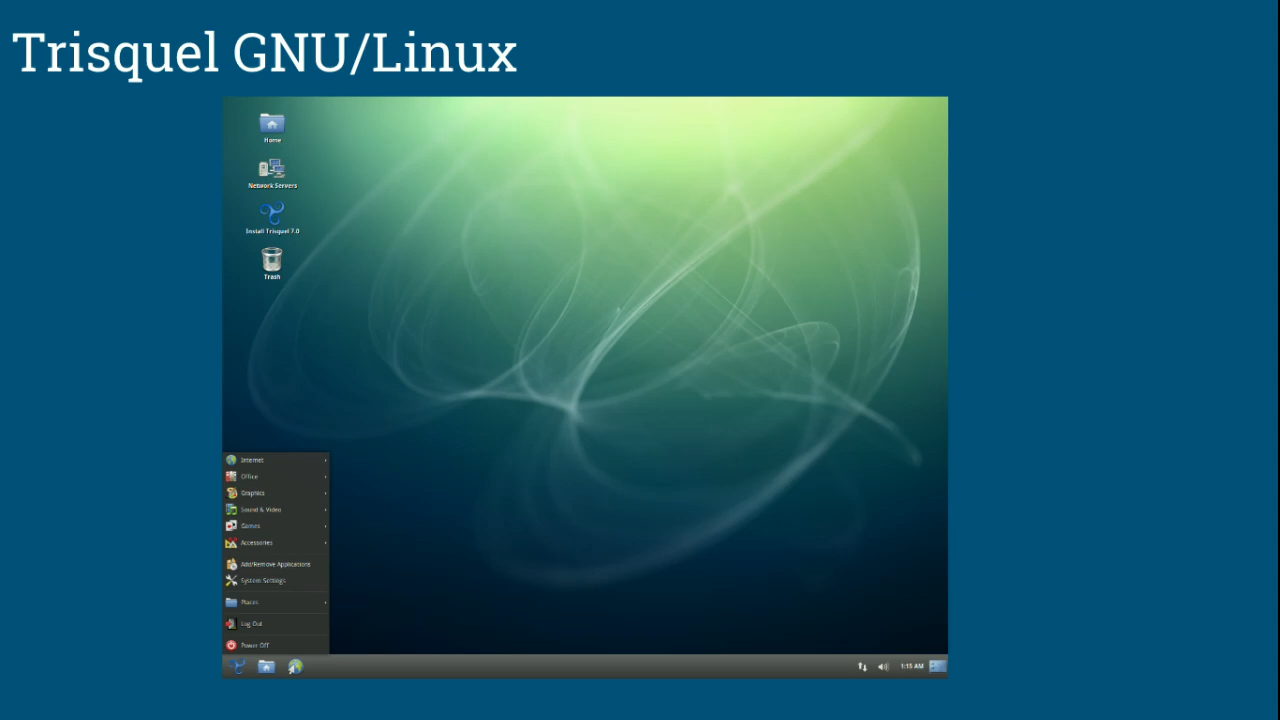 Trisquel GNU/Linux
Home
Network Servers
Install Trisquel 7.0
Trash
Internet
Office
Graphics
Sound & Video
Games
Accessories
Add/Remove Applications
System Settings
Places
Log Out
Power Off
1:15 AM